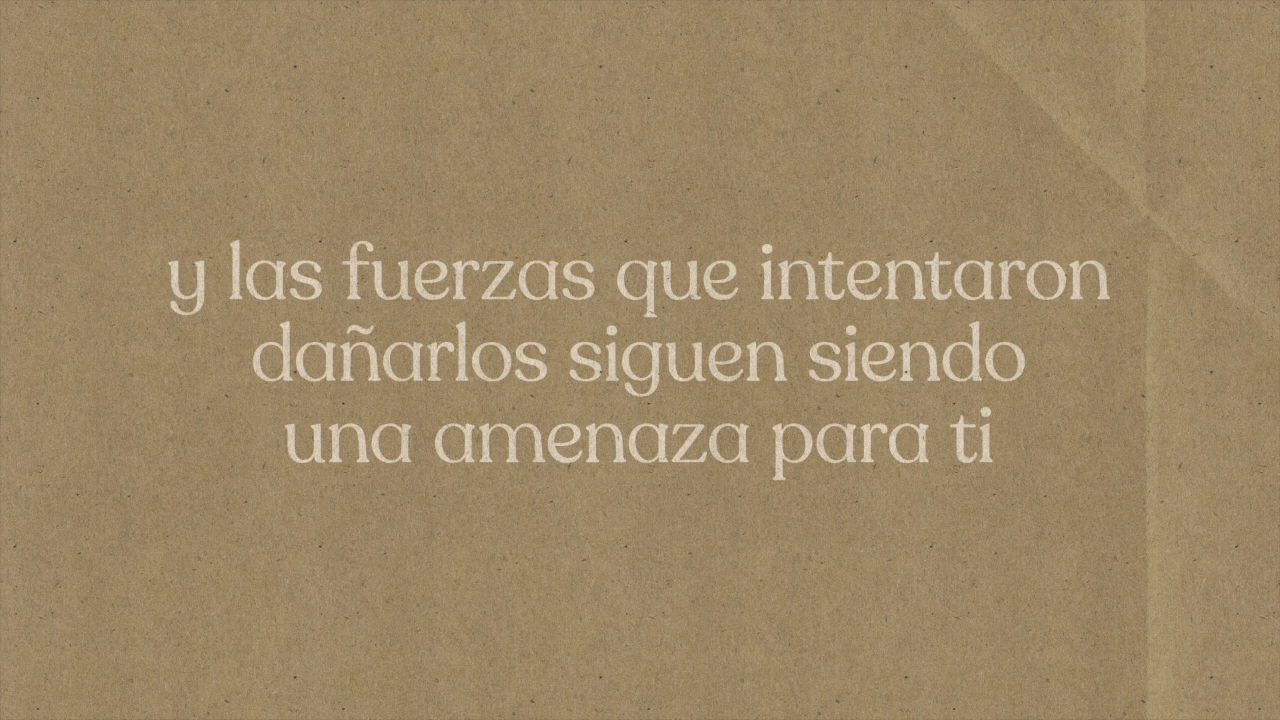 y las fuerzas que intentaron
dañarlos siguen siendo
una amenaza para ti